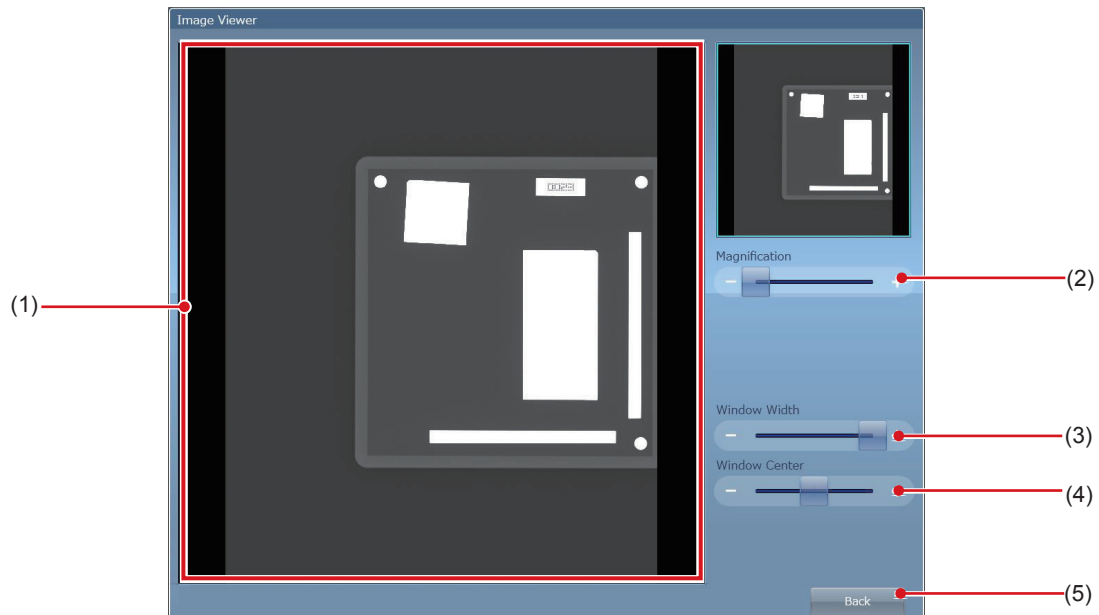 Image Viewer
(1)
Magnification
- +
(2)
Window Width
-
(3)
Window Center
-
(4)
Back
(5)